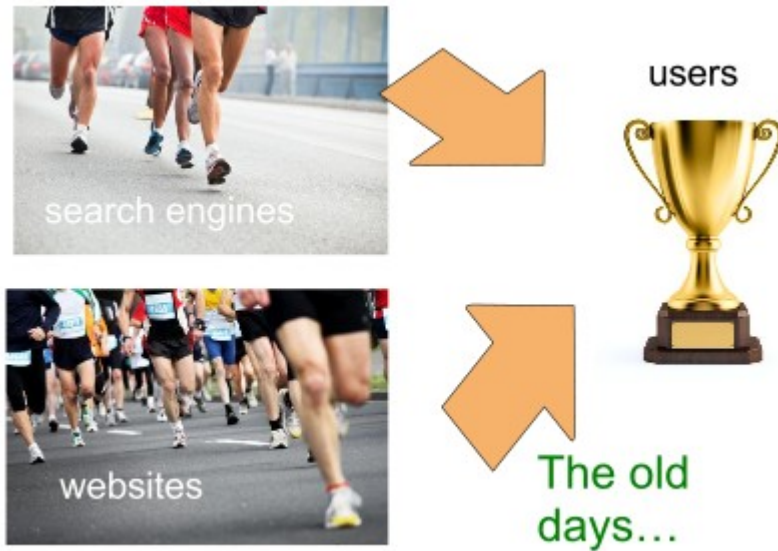 users
search engines
websites
The old
days…